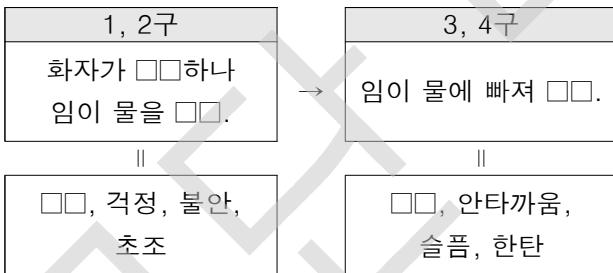 1, 2구
3, 4구
화자가 □□하나
임이 물을 □□.
→
임이 물에 빠져 □□.
=
=
□□, 걱정, 불안,
초조
□□, 안타까움,
슬픔, 한탄